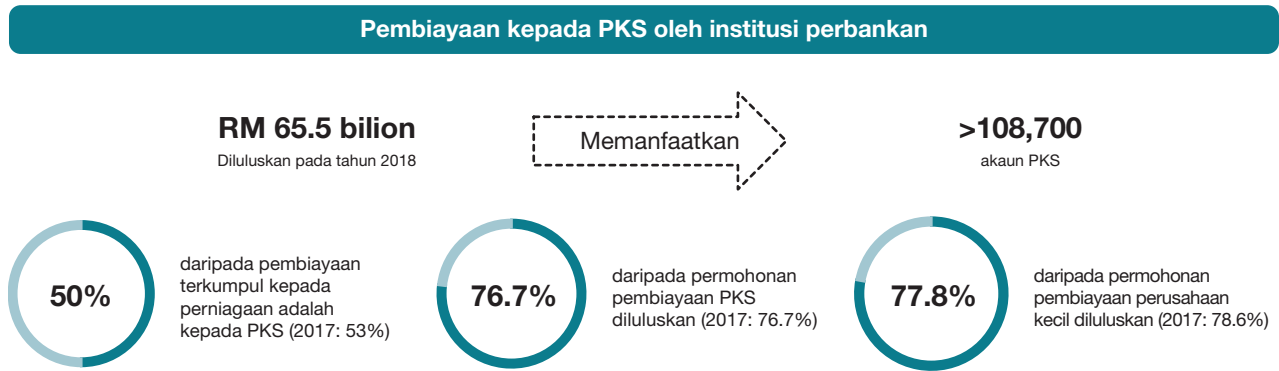 Pembiayaan kepada PKS oleh institusi perbankan
RM 65.5 bilion
Diluluskan pada tahun 2018
Memanfaatkan
>108,700
akaun PKS
50%
daripada pembiayaan
terkumpul kepada
perniagaan adalah
kepada PKS (2017: 53%)
76.7%
daripada permohonan
pembiayaan PKS
diluluskan (2017: 76.7%)
77.8%
daripada permohonan
pembiayaan perusahaan
kecil diluluskan (2017: 78.6%)